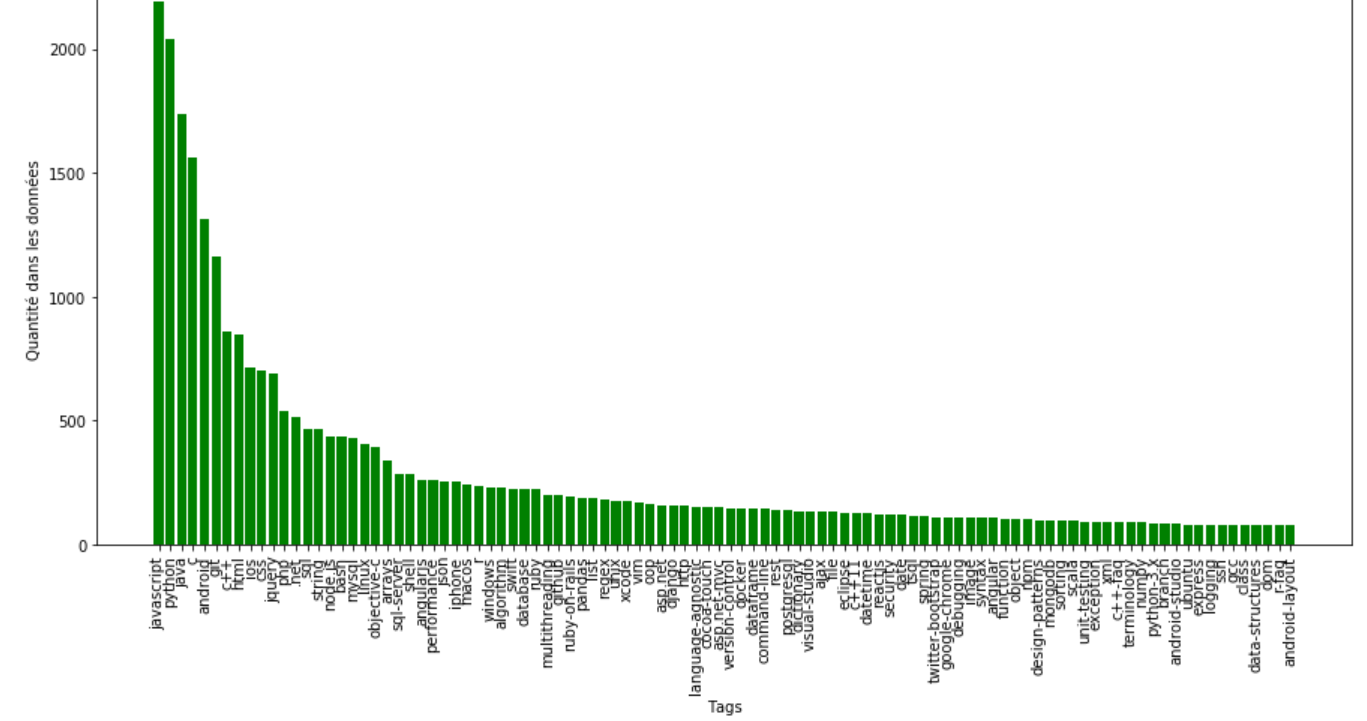 2000
1500
1000
500
0
Quantité dans les données
javascript
python
java
c
android
git
c++
html
ios
css
jquery
php
.net
sql
string
node.js
bash
mysql
linux
objective-c
arrays
sql-server
shell
angularjs
performance
json
iphone
macos
r
windows
algorithm
swift
database
ruby
multithreading
github
ruby-on-rails
pandas
list
regex
unix
xcode
vim
oop
asp.net
django
http
language-agnostic
cocoa-touch
asp.net-mvc
version-control
docker
dataframe
command-line
rest
postgresql
dictionary
visual-studio
ajax
file
eclipse
c++11
datetime
reactjs
security
date
tsql
spring
twitter-bootstrap
google-chrome
debugging
image
syntax
angular
function
object
npm
design-patterns
mongodb
sorting
scala
unit-testing
exception
xml
c++-faq
terminology
numpy
python-3.x
branch
android-studio
ubuntu
express
logging
ssh
gcc
class
data-structures
dom
r-faq
android-layout
Tags